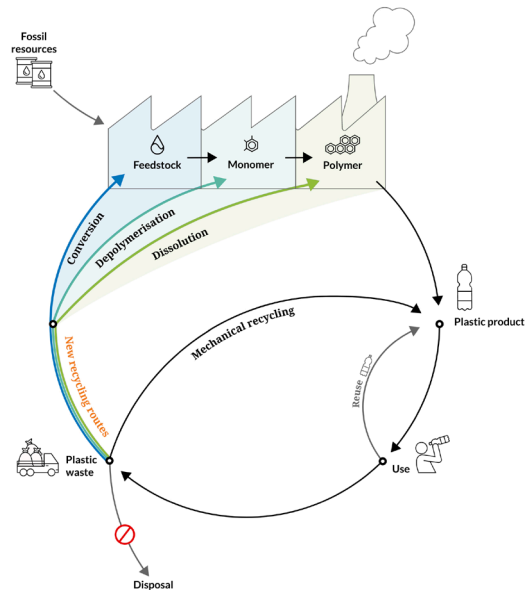 Fossil
resources
Feedstock
Monomer
Polymer
Conversion
Depolymerisation
Dissolution
Plastic product
Mechanical recycling
Reuse
New recycling routes
Plastic
waste
Use
Disposal